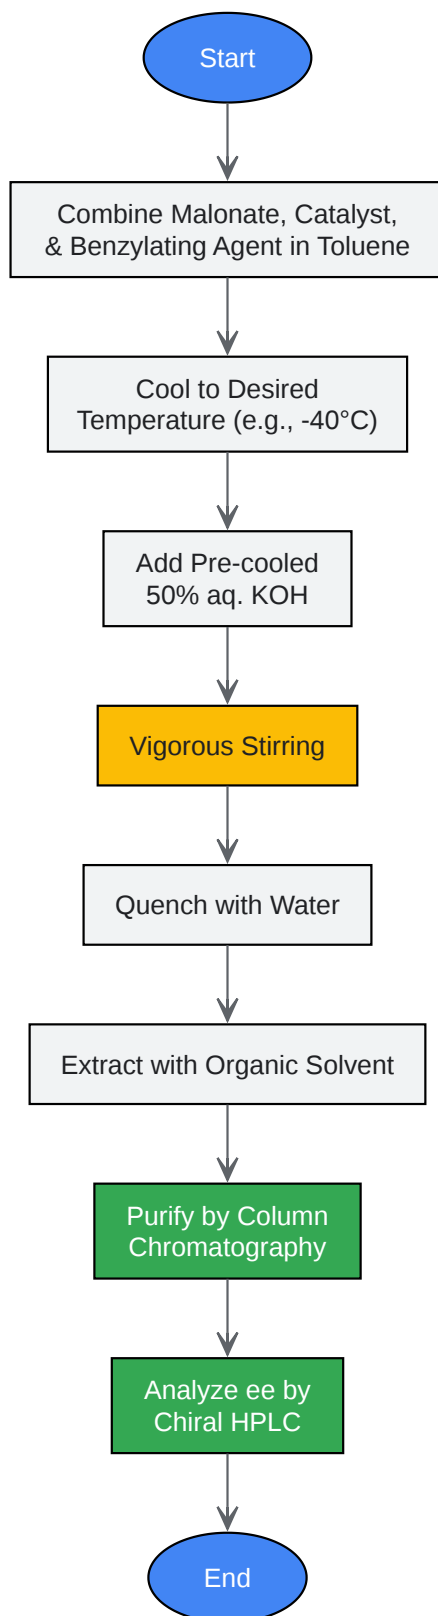 Start
Combine Malonate, Catalyst,
& Benzylating Agent in Toluene
Cool to Desired
Temperature (e.g., -40°C)
Add Pre-cooled
50% aq. KOH
Vigorous Stirring
Quench with Water
Extract with Organic Solvent
Purify by Column
Chromatography
Analyze ee by
Chiral HPLC
End